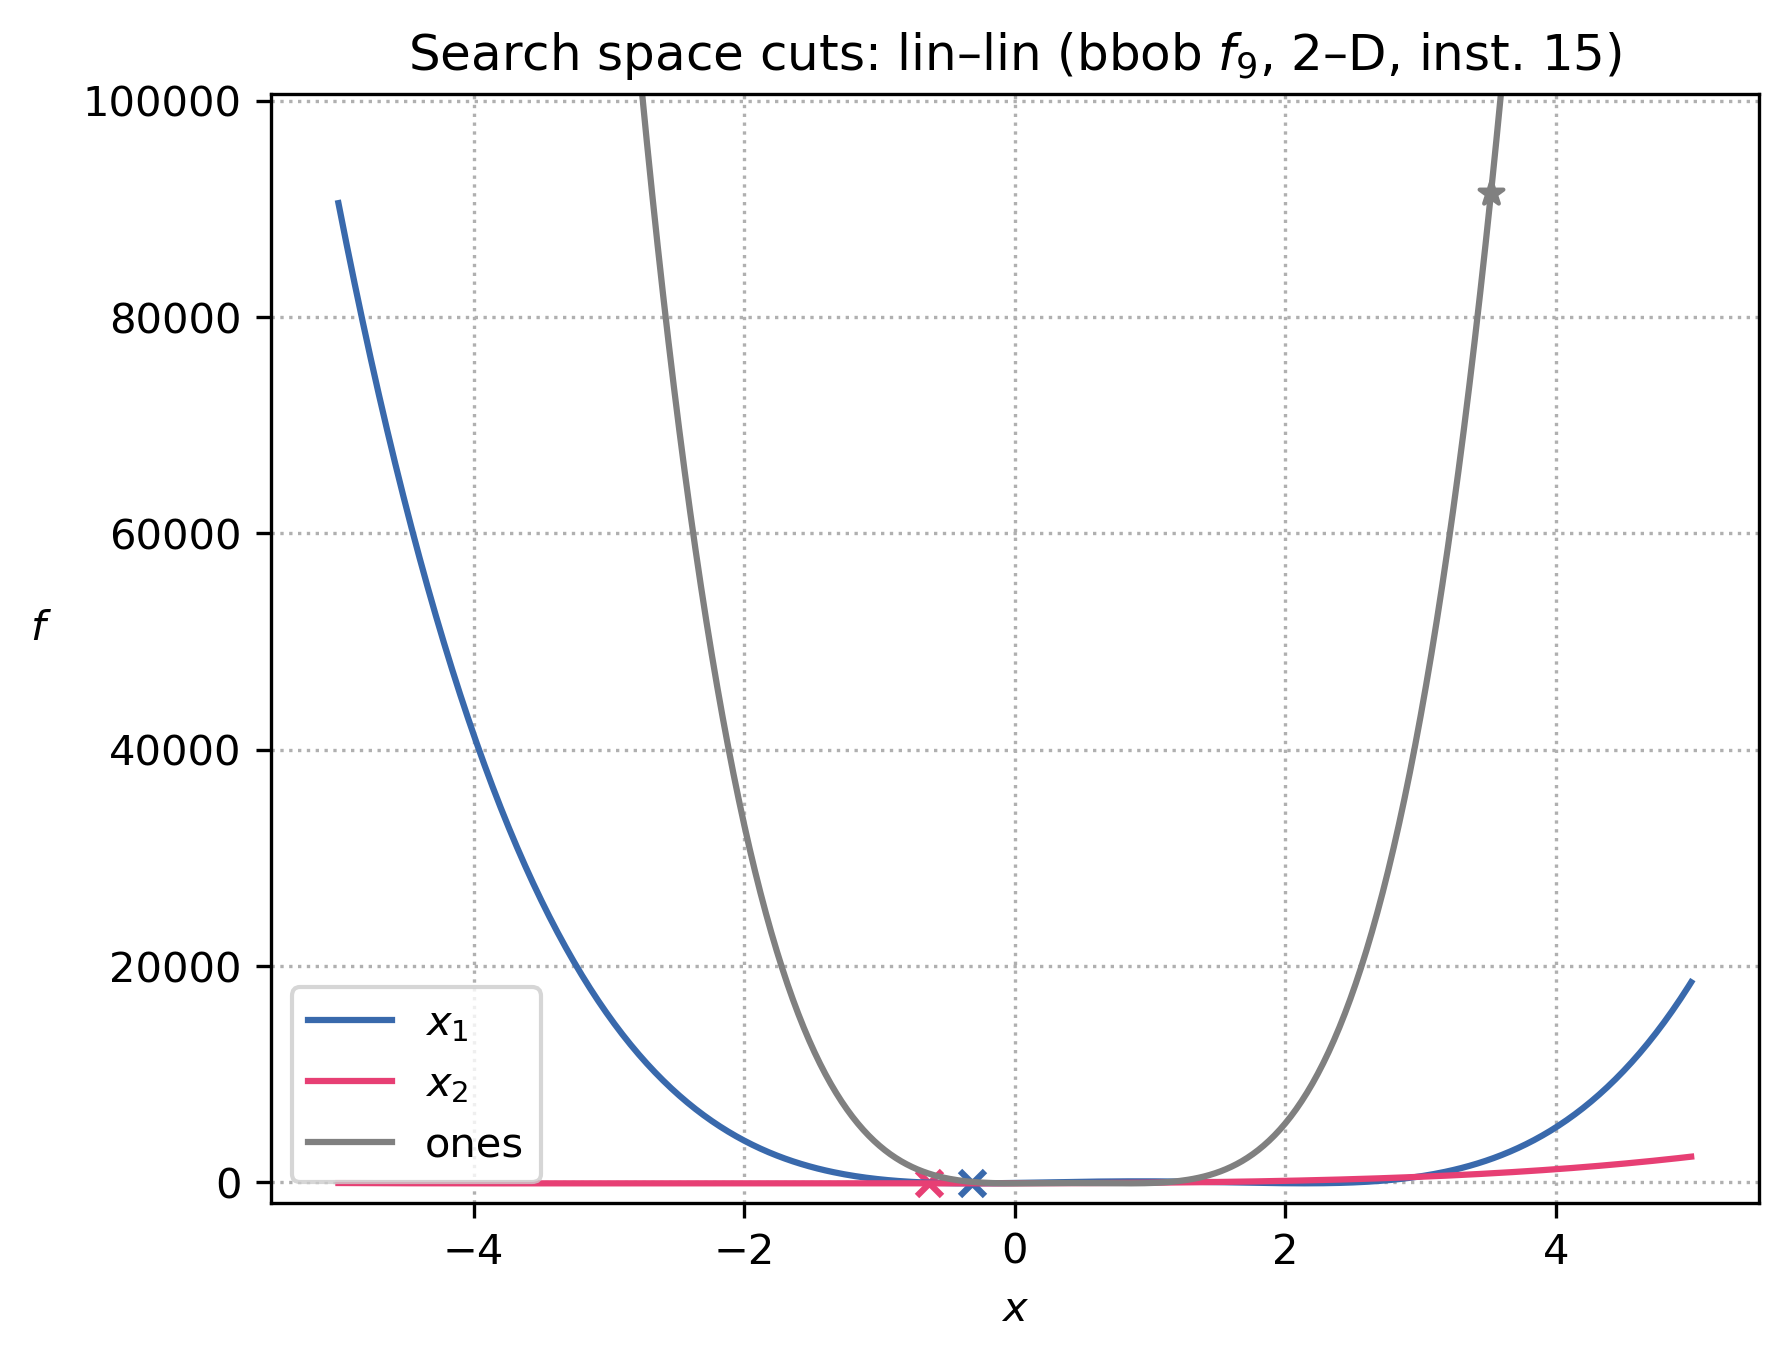 Search space cuts: lin–lin (bbob f₉, 2–D, inst. 15)
100000
80000
60000
40000
20000
0
f
x₁
x₂
ones
−4
−2
0
2
4
x